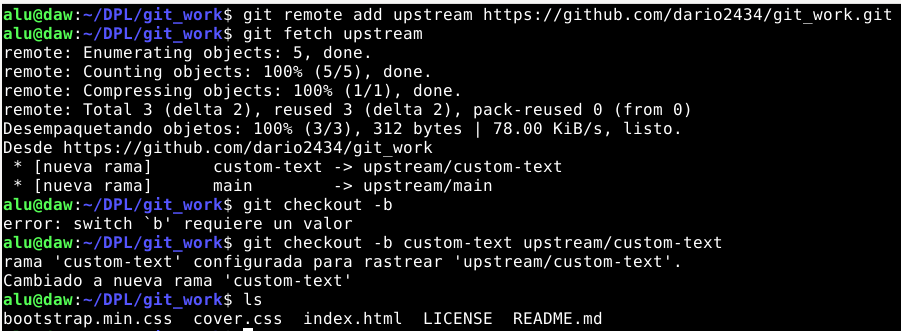 alu@daw:~/DPL/git_work$ git remote add upstream https://github.com/dario2434/git_work.git
alu@daw:~/DPL/git_work$ git fetch upstream
remote: Enumerating objects: 5, done.
remote: Counting objects: 100% (5/5), done.
remote: Compressing objects: 100% (1/1), done.
remote: Total 3 (delta 2), reused 3 (delta 2), pack-reused 0 (from 0)
Desempaquetando objetos: 100% (3/3), 312 bytes | 78.00 KiB/s, listo.
Desde https://github.com/dario2434/git_work
 * [nueva rama]      custom-text -> upstream/custom-text
 * [nueva rama]      main        -> upstream/main
alu@daw:~/DPL/git_work$ git checkout -b
error: switch `b' requiere un valor
alu@daw:~/DPL/git_work$ git checkout -b custom-text upstream/custom-text
rama 'custom-text' configurada para rastrear 'upstream/custom-text'.
Cambiado a nueva rama 'custom-text'
alu@daw:~/DPL/git_work$ ls
bootstrap.min.css  cover.css  index.html  LICENSE  README.md